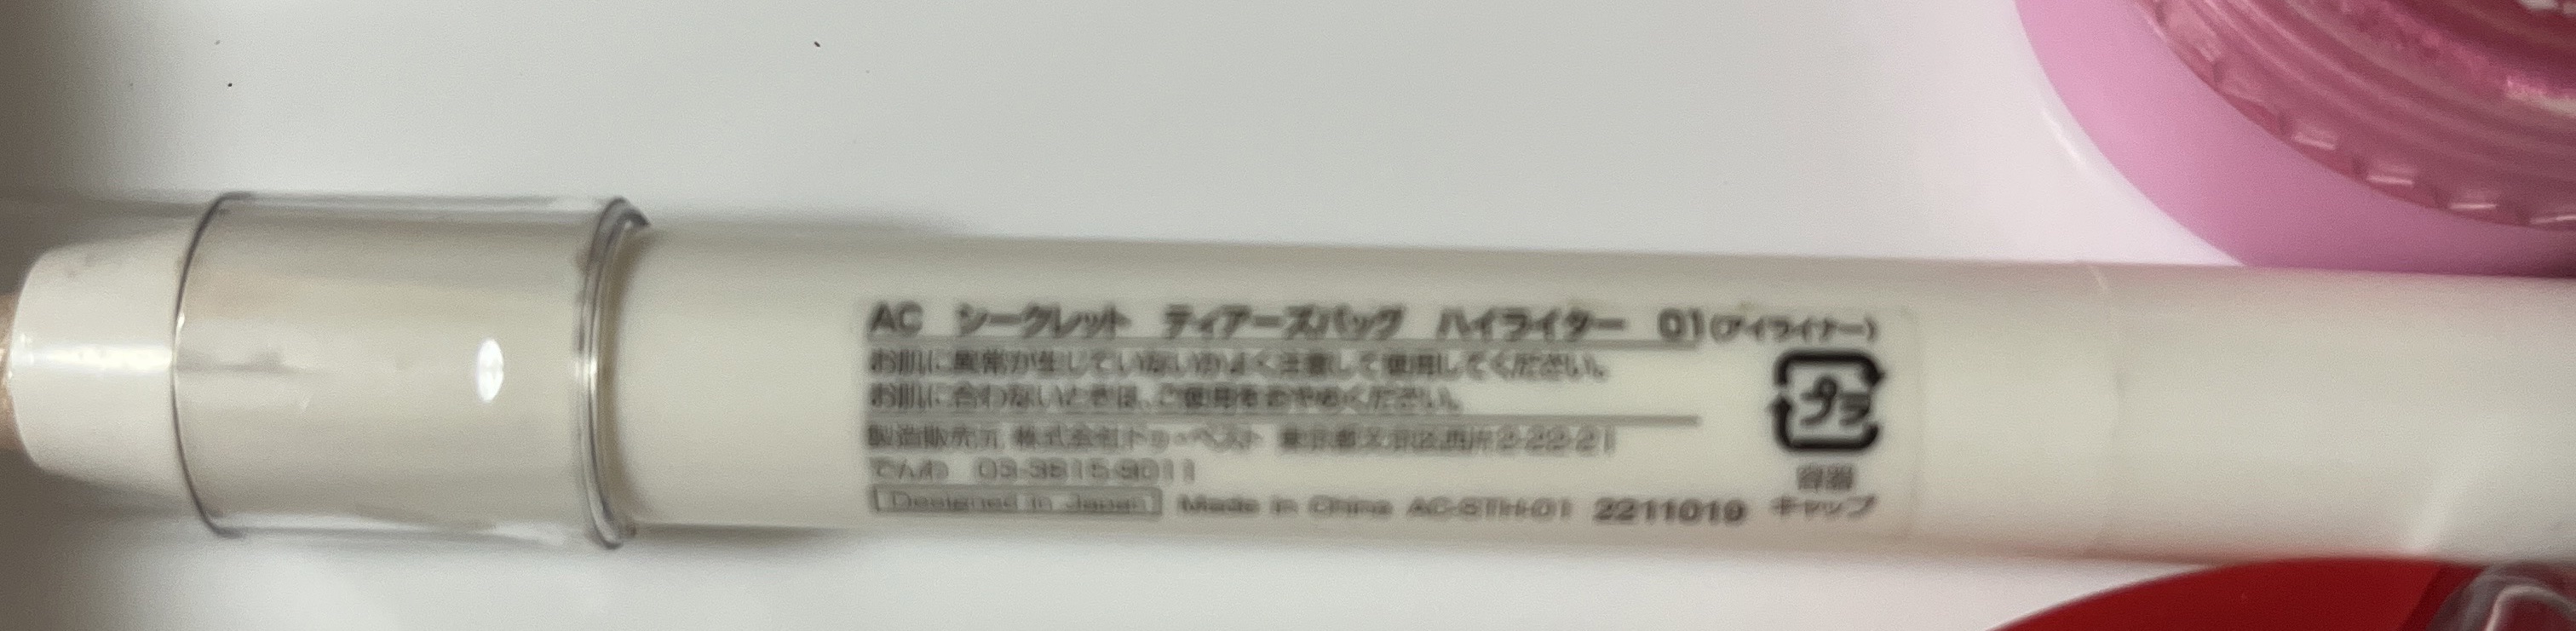 AC シークレット ティアーズバッグ ハイライター 01(アイライナー)
お肌に異常が生じていないかよく注意して使用してください。
お肌に合わないときは、ご使用をおやめください。
製造販売元 株式会社トゥ・ベスト 東京都文京区西片2-22-21
でんわ 03-3815-9011
Designed in Japan Made in China AC-STH-01 2211019
プラ
容器
キャップ